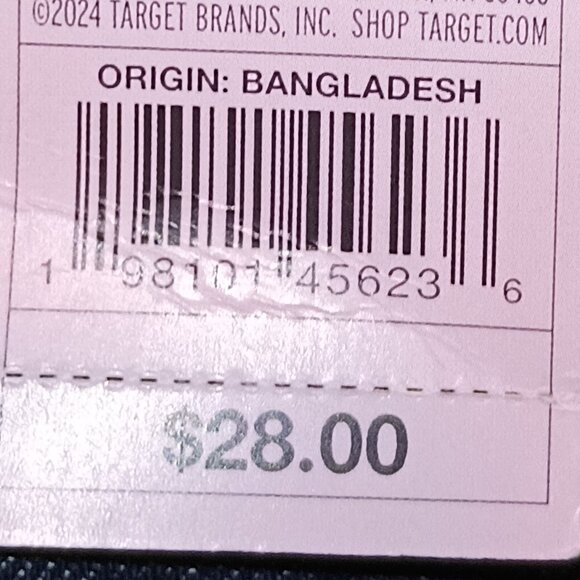 ©2024 TARGET BRANDS, INC. SHOP TARGET.COM
ORIGIN: BANGLADESH
1 98101 45623 6
$28.00